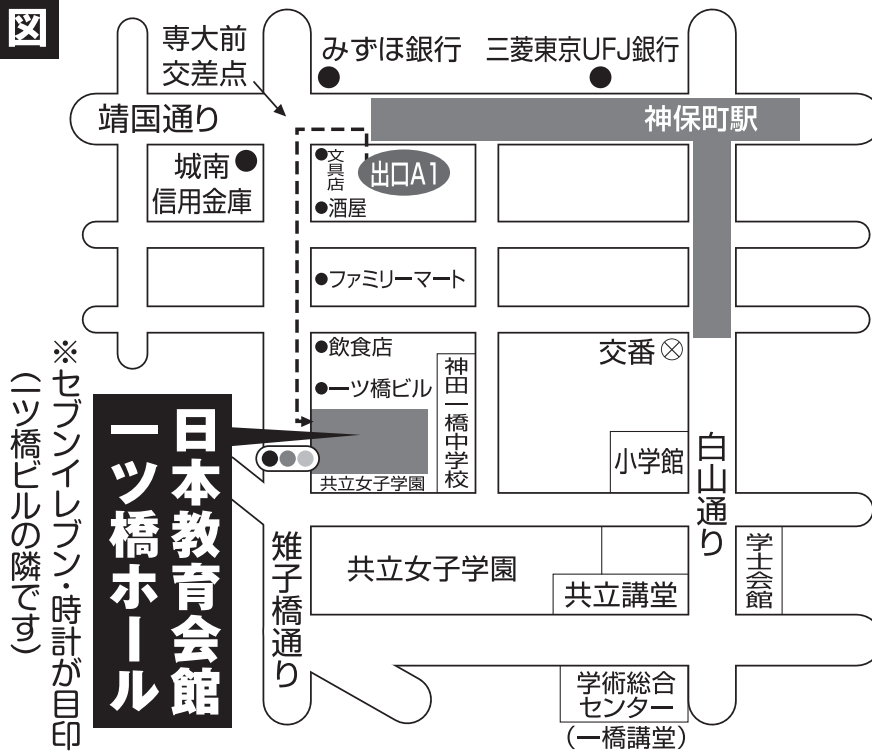 図
専大前
交差点
みずほ銀行
三菱東京UFJ銀行
靖国通り
神保町駅
城南
信用金庫
文具店
出口A1
酒屋
ファミリーマート
飲食店
交番
一ツ橋ビル
神田一橋中学校
小学館
白山通り
共立女子学園
日本教育会館
一ツ橋ホール
※セブンイレブン・時計が目印
(一ツ橋ビルの隣です)
雉子橋通り
共立女子学園
共立講堂
学士会館
学術総合
センター
(一橋講堂)